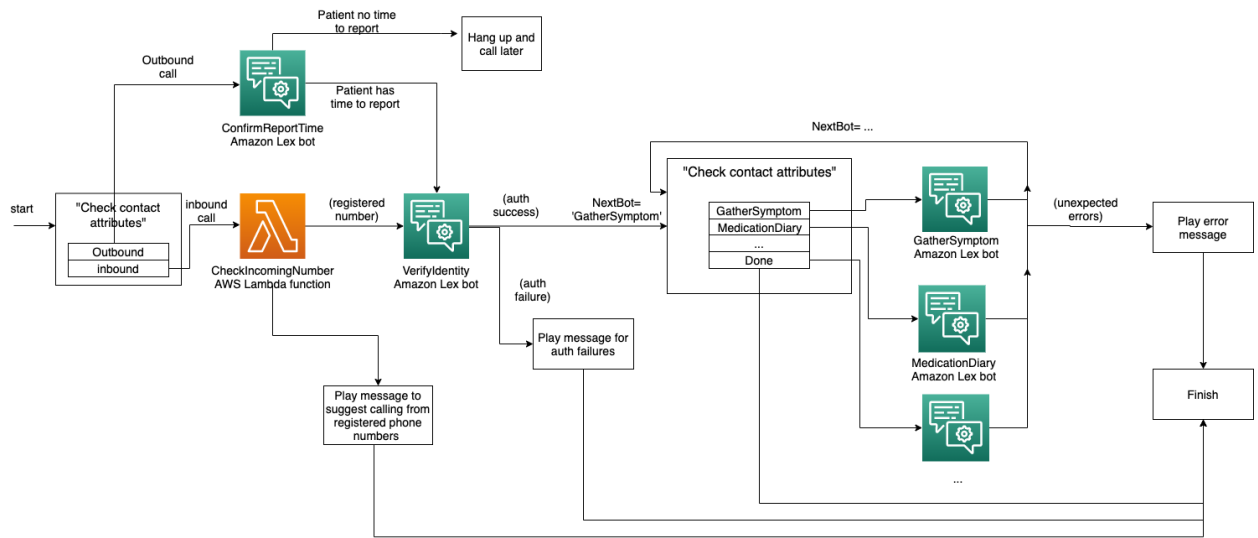 Patient no time
to report
Hang up and
call later
Outbound
call
Patient has
time to report
ConfirmReportTime
Amazon Lex bot
NextBot= ...
start
"Check contact
attributes"
Outbound
inbound
inbound
call
CheckIncomingNumber
AWS Lambda function
(registered
number)
VerifyIdentity
Amazon Lex bot
(auth
success)
(auth
failure)
NextBot=
'GatherSymptom'
"Check contact attributes"
GatherSymptom
MedicationDiary
...
Done
GatherSymptom
Amazon Lex bot
(unexpected
errors)
Play error
message
Play message for
auth failures
MedicationDiary
Amazon Lex bot
Play message to
suggest calling from
registered phone
numbers
Finish
...